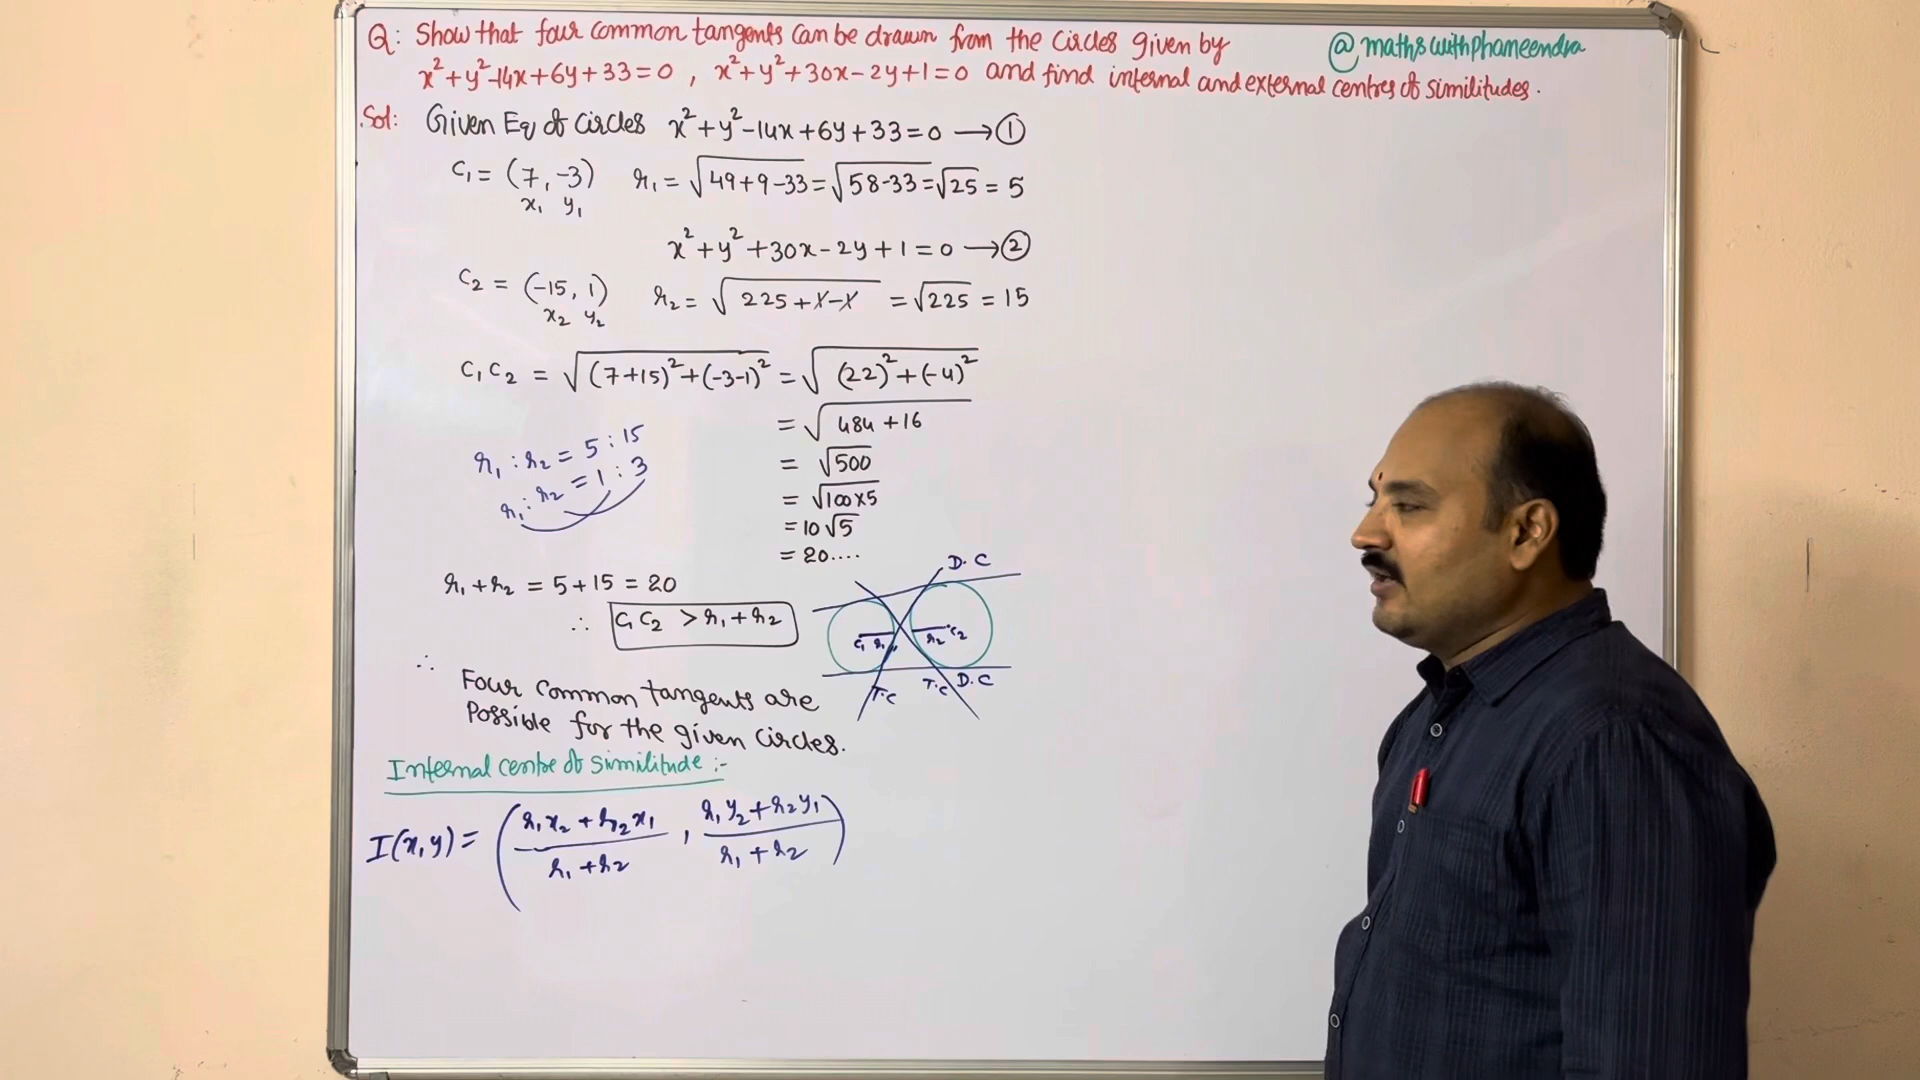 Q: Show that four common tangents can be drawn from the circles given by
@mathswithphameendra
x²+y²-14x+6y+33=0 , x²+y²+30x-2y+1=0 and find internal and external centres of similitudes.
Sol: Given Eq of circles x²+y²-14x+6y+33=0 →①
C₁ = (7, -3) r₁ = √49+9-33 = √58-33 = √25 = 5
x₁ y₁
x²+y²+30x-2y+1=0 →②
C₂ = (-15, 1) r₂ = √225+1-1 = √225 = 15
x₂ y₂
C₁C₂ = √(7+15)²+(-3-1)² = √(22)²+(-4)²
= √484+16
= √500
= √100×5
= 10√5
= 20....
r₁ : r₂ = 5 : 15
r₁ : r₂ = 1 : 3
r₁+r₂ = 5+15 = 20
∴ C₁C₂ > r₁+r₂
D.C
C₁ r₁
r₂ C₂
T.C T.C D.C
∴ Four common tangents are
Possible for the given circles.
Internal centre of similitude :-
I(x,y) = (r₁x₂+r₂x₁ / r₁+r₂ , r₁y₂+r₂y₁ / r₁+r₂)